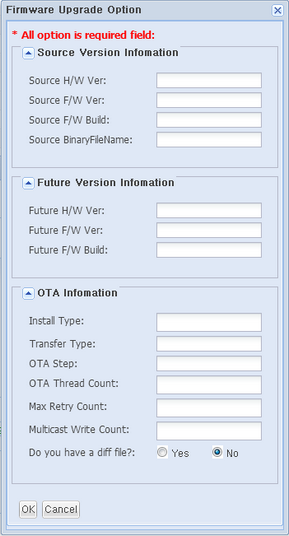 Firmware Upgrade Option
* All option is required field:
Source Version Infomation
Source H/W Ver:
Source F/W Ver:
Source F/W Build:
Source BinaryFileName:
Future Version Infomation
Future H/W Ver:
Future F/W Ver:
Future F/W Build:
OTA Infomation
Install Type:
Transfer Type:
OTA Step:
OTA Thread Count:
Max Retry Count:
Multicast Write Count:
Do you have a diff file?: Yes No
OK Cancel